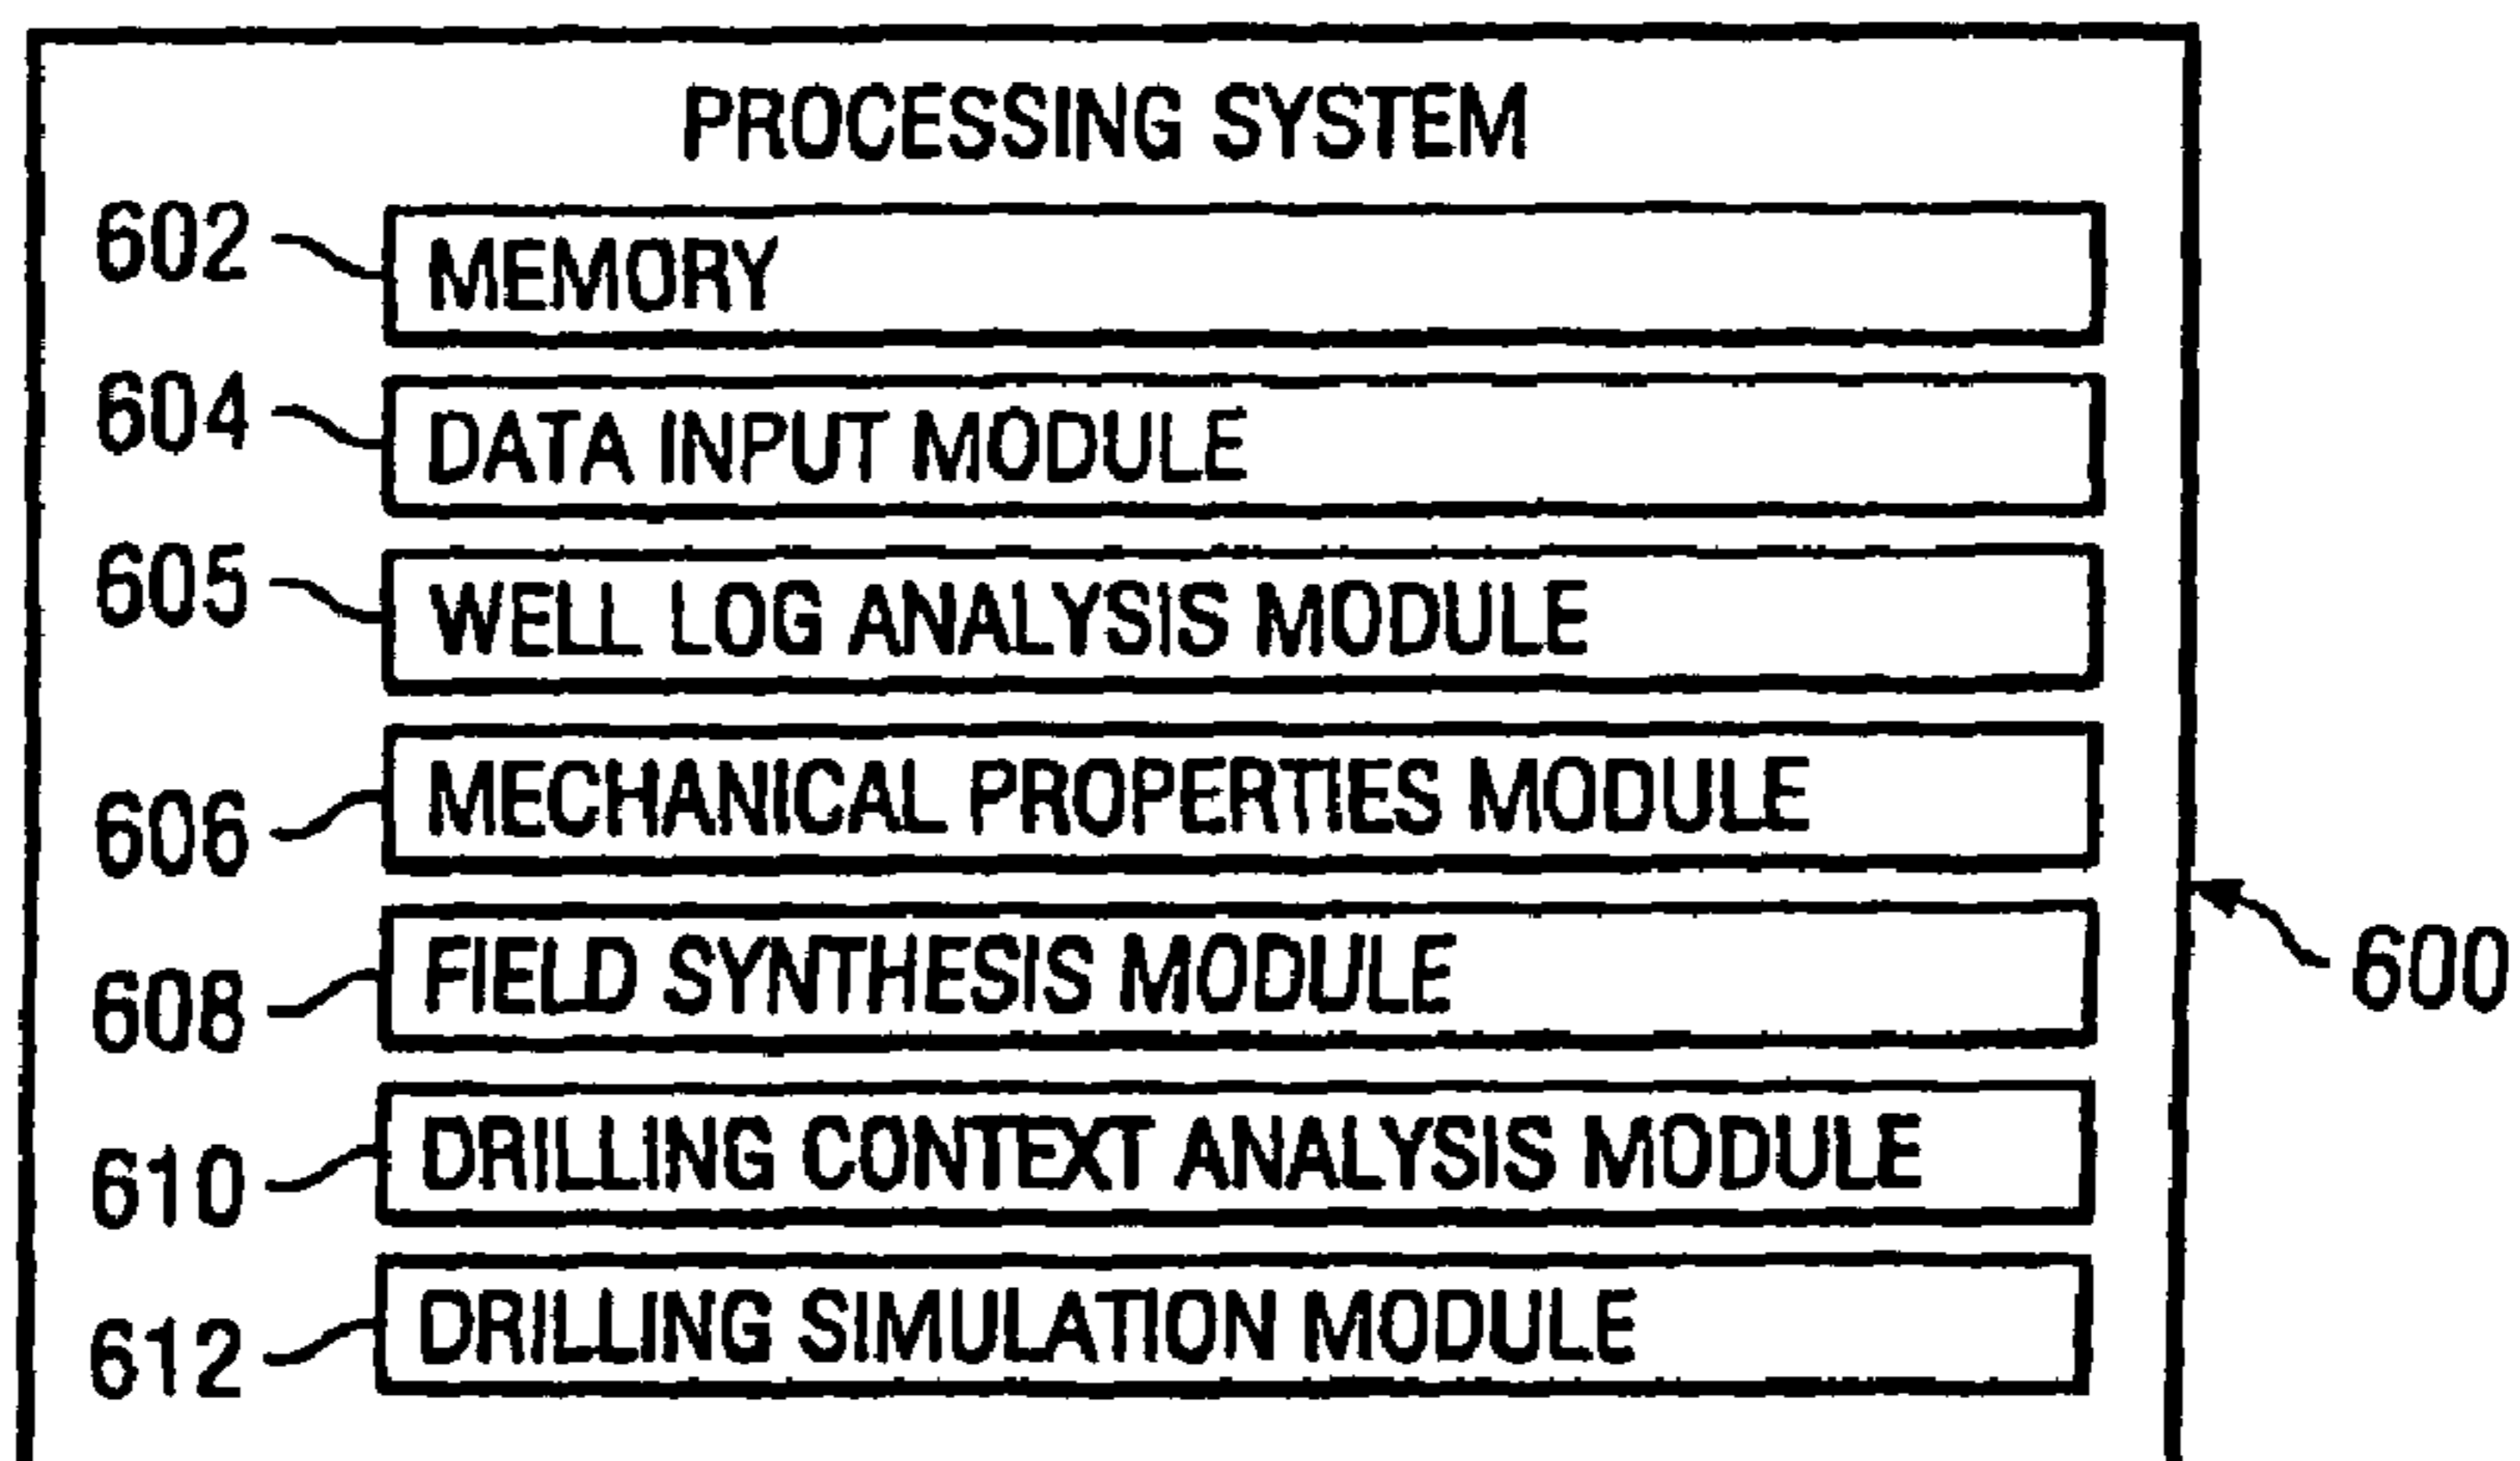 PROCESSING SYSTEM
602 MEMORY
604 DATA INPUT MODULE
605 WELL LOG ANALYSIS MODULE
606 MECHANICAL PROPERTIES MODULE
608 FIELD SYNTHESIS MODULE
600
610 DRILLING CONTEXT ANALYSIS MODULE
612 DRILLING SIMULATION MODULE